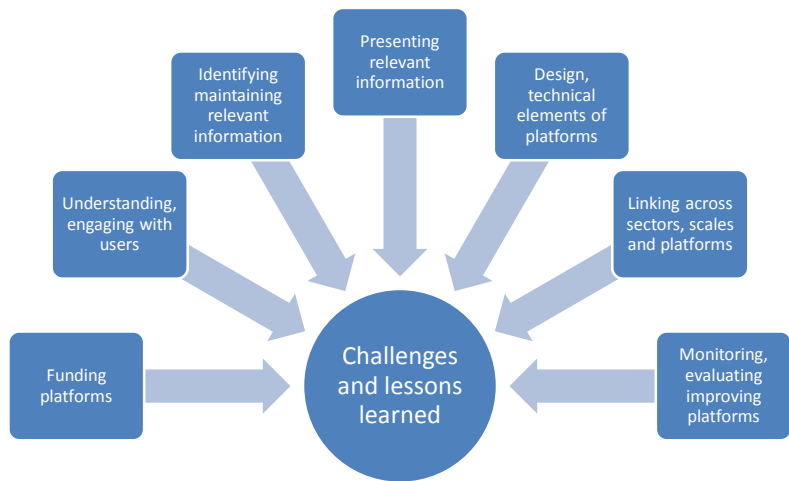 Presenting
relevant
information
Identifying
maintaining
relevant
information
Design,
technical
elements of
platforms
Understanding,
engaging with
users
Linking across
sectors, scales
and platforms
Funding
platforms
Challenges
and lessons
learned
Monitoring,
evaluating
improving
platforms